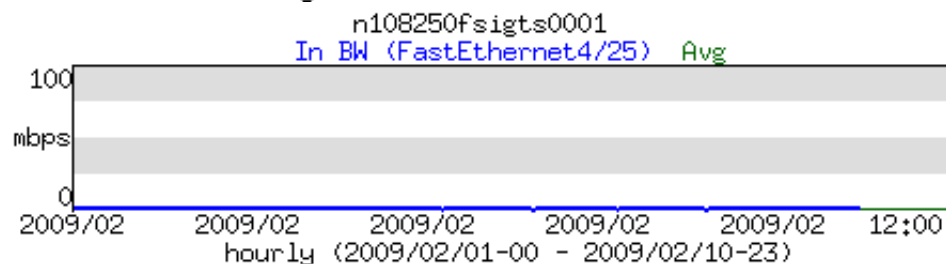 n108250fsigts0001
In BW (FastEthernet4/25) Avg
100
mbps
0
2009/02 2009/02 2009/02 2009/02 2009/02 12:00
hourly (2009/02/01-00 - 2009/02/10-23)